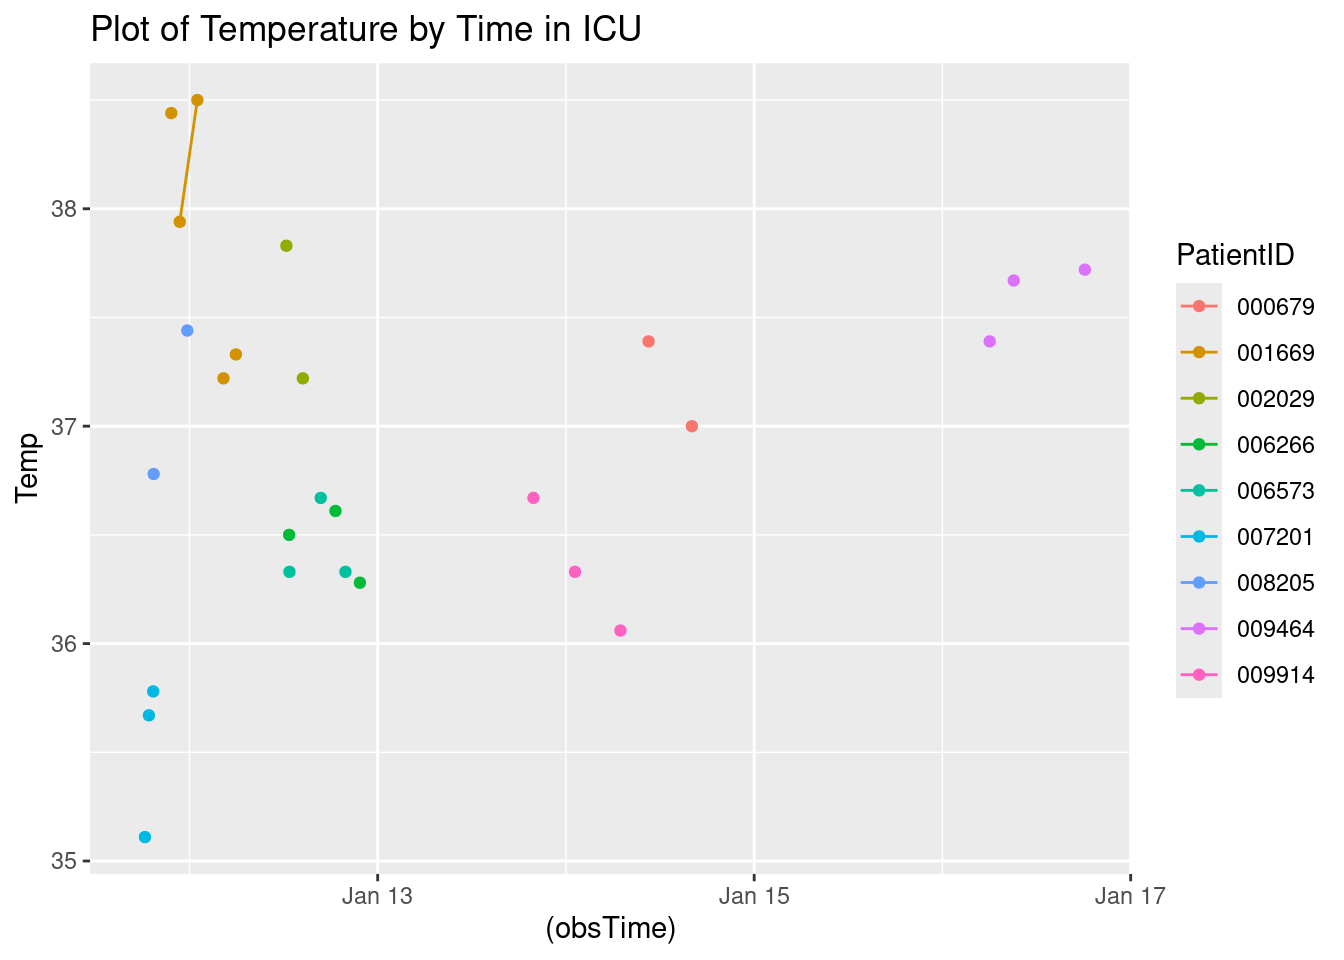 Plot of Temperature by Time in ICU
38
37
36
35
Temp
Jan 13
Jan 15
Jan 17
(obsTime)
PatientID
000679
001669
002029
006266
006573
007201
008205
009464
009914